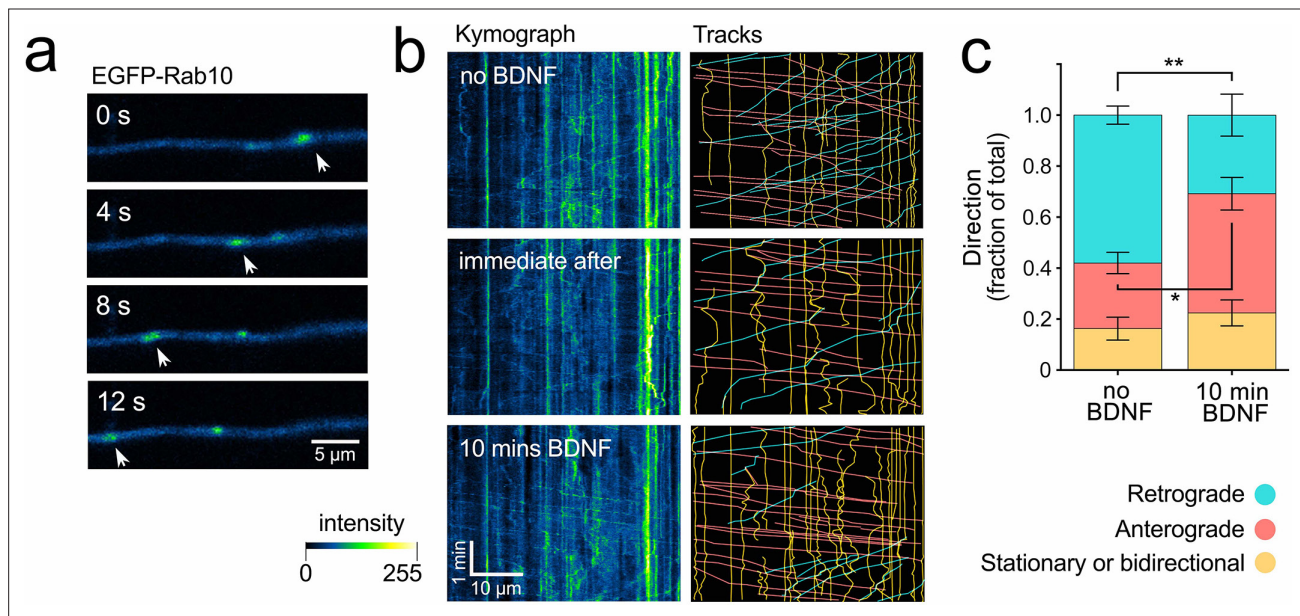 a
EGFP-Rab10
0 s
4 s
8 s
12 s
5 µm
intensity
0
255
b
Kymograph
Tracks
no BDNF
immediate after
10 mins BDNF
1 min
10 µm
c
**
*
Direction
(fraction of total)
1.0
0.8
0.6
0.4
0.2
0
no
BDNF
10 min
BDNF
Retrograde
Anterograde
Stationary or bidirectional